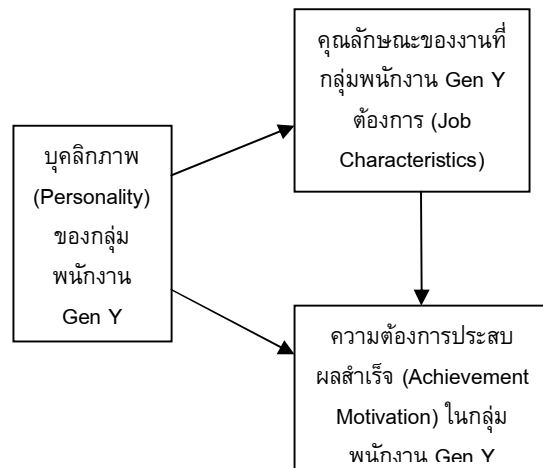 บุคลิกภาพ
(Personality)
ของกลุ่ม
พนักงาน
Gen Y
คุณลักษณะของงานที่
กลุ่มพนักงาน Gen Y
ต้องการ (Job
Characteristics)
ความต้องการประสบ
ผลสำเร็จ (Achievement
Motivation) ในกลุ่ม
พนักงาน Gen Y